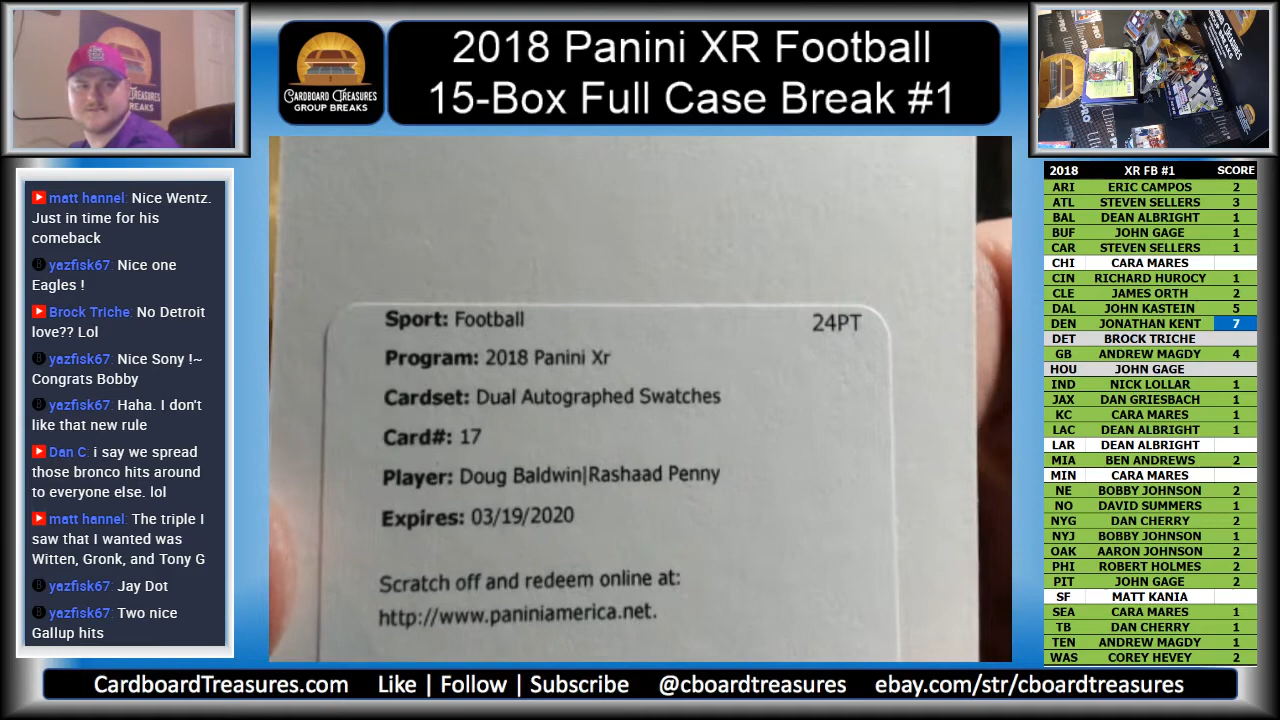 2018 Panini XR Football
15-Box Full Case Break #1
CARDBOARD TREASURES
GROUP BREAKS
matt hannel: Nice Wentz.
Just in time for his
comeback
yazfisk67: Nice one
Eagles !
Brock Triche: No Detroit
love?? Lol
yazfisk67: Nice Sony !~
Congrats Bobby
yazfisk67: Haha. I don't
like that new rule
Dan C: i say we spread
those bronco hits around
to everyone else. lol
matt hannel: The triple I
saw that I wanted was
Witten, Gronk, and Tony G
yazfisk67: Jay Dot
yazfisk67: Two nice
Gallup hits
Sport: Football 24PT
Program: 2018 Panini Xr
Cardset: Dual Autographed Swatches
Card#: 17
Player: Doug Baldwin|Rashaad Penny
Expires: 03/19/2020
Scratch off and redeem online at:
http://www.paniniamerica.net.
2018 XR FB #1 SCORE
ARI ERIC CAMPOS 2
ATL STEVEN SELLERS 3
BAL DEAN ALBRIGHT 1
BUF JOHN GAGE 1
CAR STEVEN SELLERS 1
CHI CARA MARES
CIN RICHARD HUROCY 1
CLE JAMES ORTH 2
DAL JOHN KASTEIN 5
DEN JONATHAN KENT 7
DET BROCK TRICHE
GB ANDREW MAGDY 4
HOU JOHN GAGE
IND NICK LOLLAR 1
JAX DAN GRIESBACH 1
KC CARA MARES 1
LAC DEAN ALBRIGHT 1
LAR DEAN ALBRIGHT
MIA BEN ANDREWS 2
MIN CARA MARES
NE BOBBY JOHNSON 2
NO DAVID SUMMERS 1
NYG DAN CHERRY 2
NYJ BOBBY JOHNSON 1
OAK AARON JOHNSON 2
PHI ROBERT HOLMES 2
PIT JOHN GAGE 2
SF MATT KANIA
SEA CARA MARES 1
TB DAN CHERRY 1
TEN ANDREW MAGDY 1
WAS COREY HEVEY 2
CardboardTreasures.com Like | Follow | Subscribe @cboardtreasures ebay.com/str/cboardtreasures